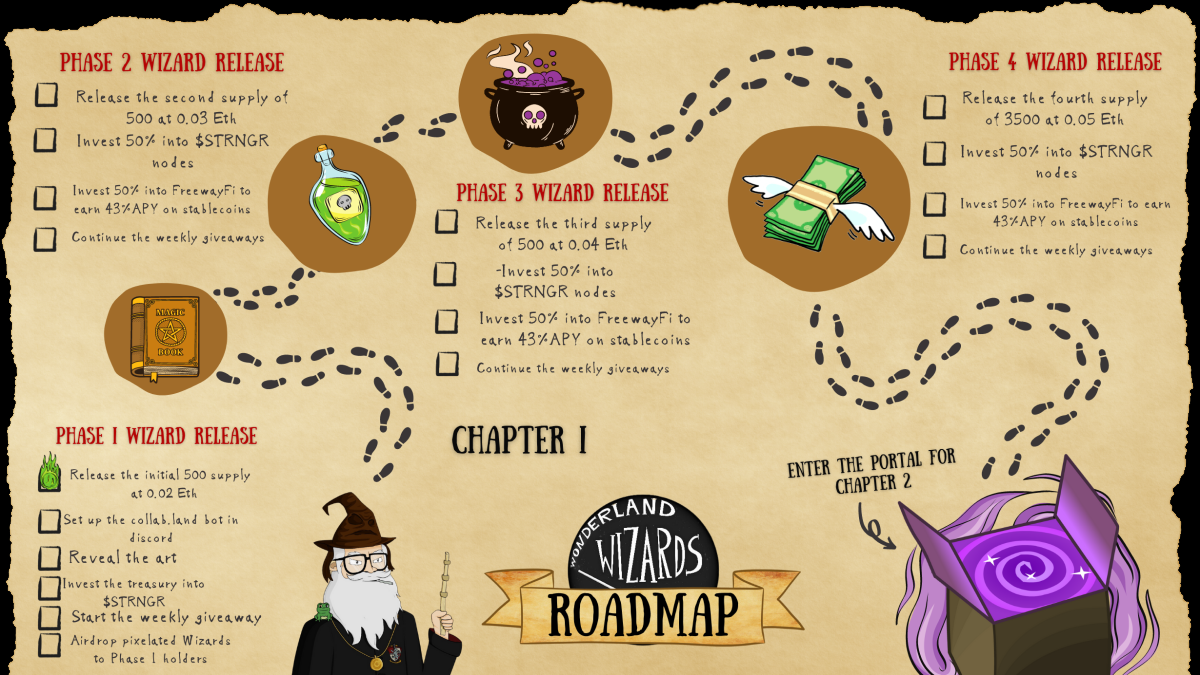 PHASE 2 WIZARD RELEASE
Release the second supply of
500 at 0.03 Eth
Invest 50% into $STRNGR
nodes
Invest 50% into FreewayFi to
earn 43%APY on stablecoins
Continue the weekly giveaways
PHASE 3 WIZARD RELEASE
Release the third supply
of 500 at 0.04 Eth
-Invest 50% into
$STRNGR nodes
Invest 50% into FreewayFi to
earn 43%APY on stablecoins
Continue the weekly giveaways
PHASE 4 WIZARD RELEASE
Release the fourth supply
of 3500 at 0.05 Eth
Invest 50% into $STRNGR
nodes
Invest 50% into FreewayFi to earn
43%APY on stablecoins
Continue the weekly giveaways
MAGIC
BOOK
PHASE 1 WIZARD RELEASE
Release the initial 500 supply
at 0.02 Eth
Set up the collab.land bot in
discord
Reveal the art
Invest the treasury into
$STRNGR
Start the weekly giveaway
Airdrop pixelated Wizards
to Phase 1 holders
CHAPTER 1
WONDERLAND
WIZARDS
ROADMAP
ENTER THE PORTAL FOR
CHAPTER 2